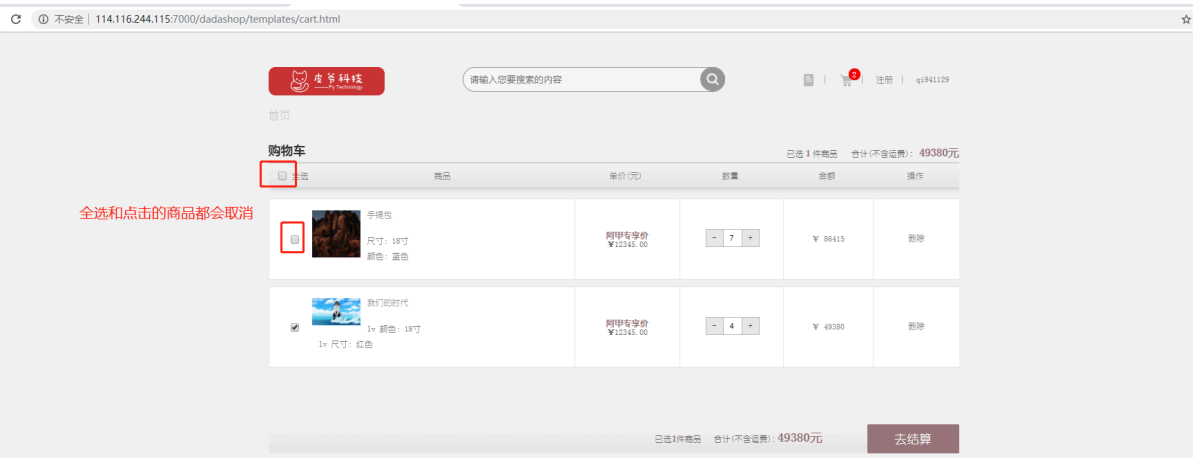 不安全 | 114.116.244.115:7000/dadashop/templates/cart.html
皮爷科技
——Py Technology
请输入您要搜索的内容
2
注册
qi941129
首页
购物车
已选 1 件商品 合计(不含运费): 49380元
全选 商品 单价(元) 数量 金额 操作
全选和点击的商品都会取消
手提包
尺寸: 18寸
颜色: 蓝色
阿甲专享价
¥12345.00
- 7 +
¥ 86415
删除
我们的时代
lv 颜色: 18寸
lv 尺寸: 红色
阿甲专享价
¥12345.00
- 4 +
¥ 49380
删除
已选1件商品 合计(不含运费): 49380元
去结算